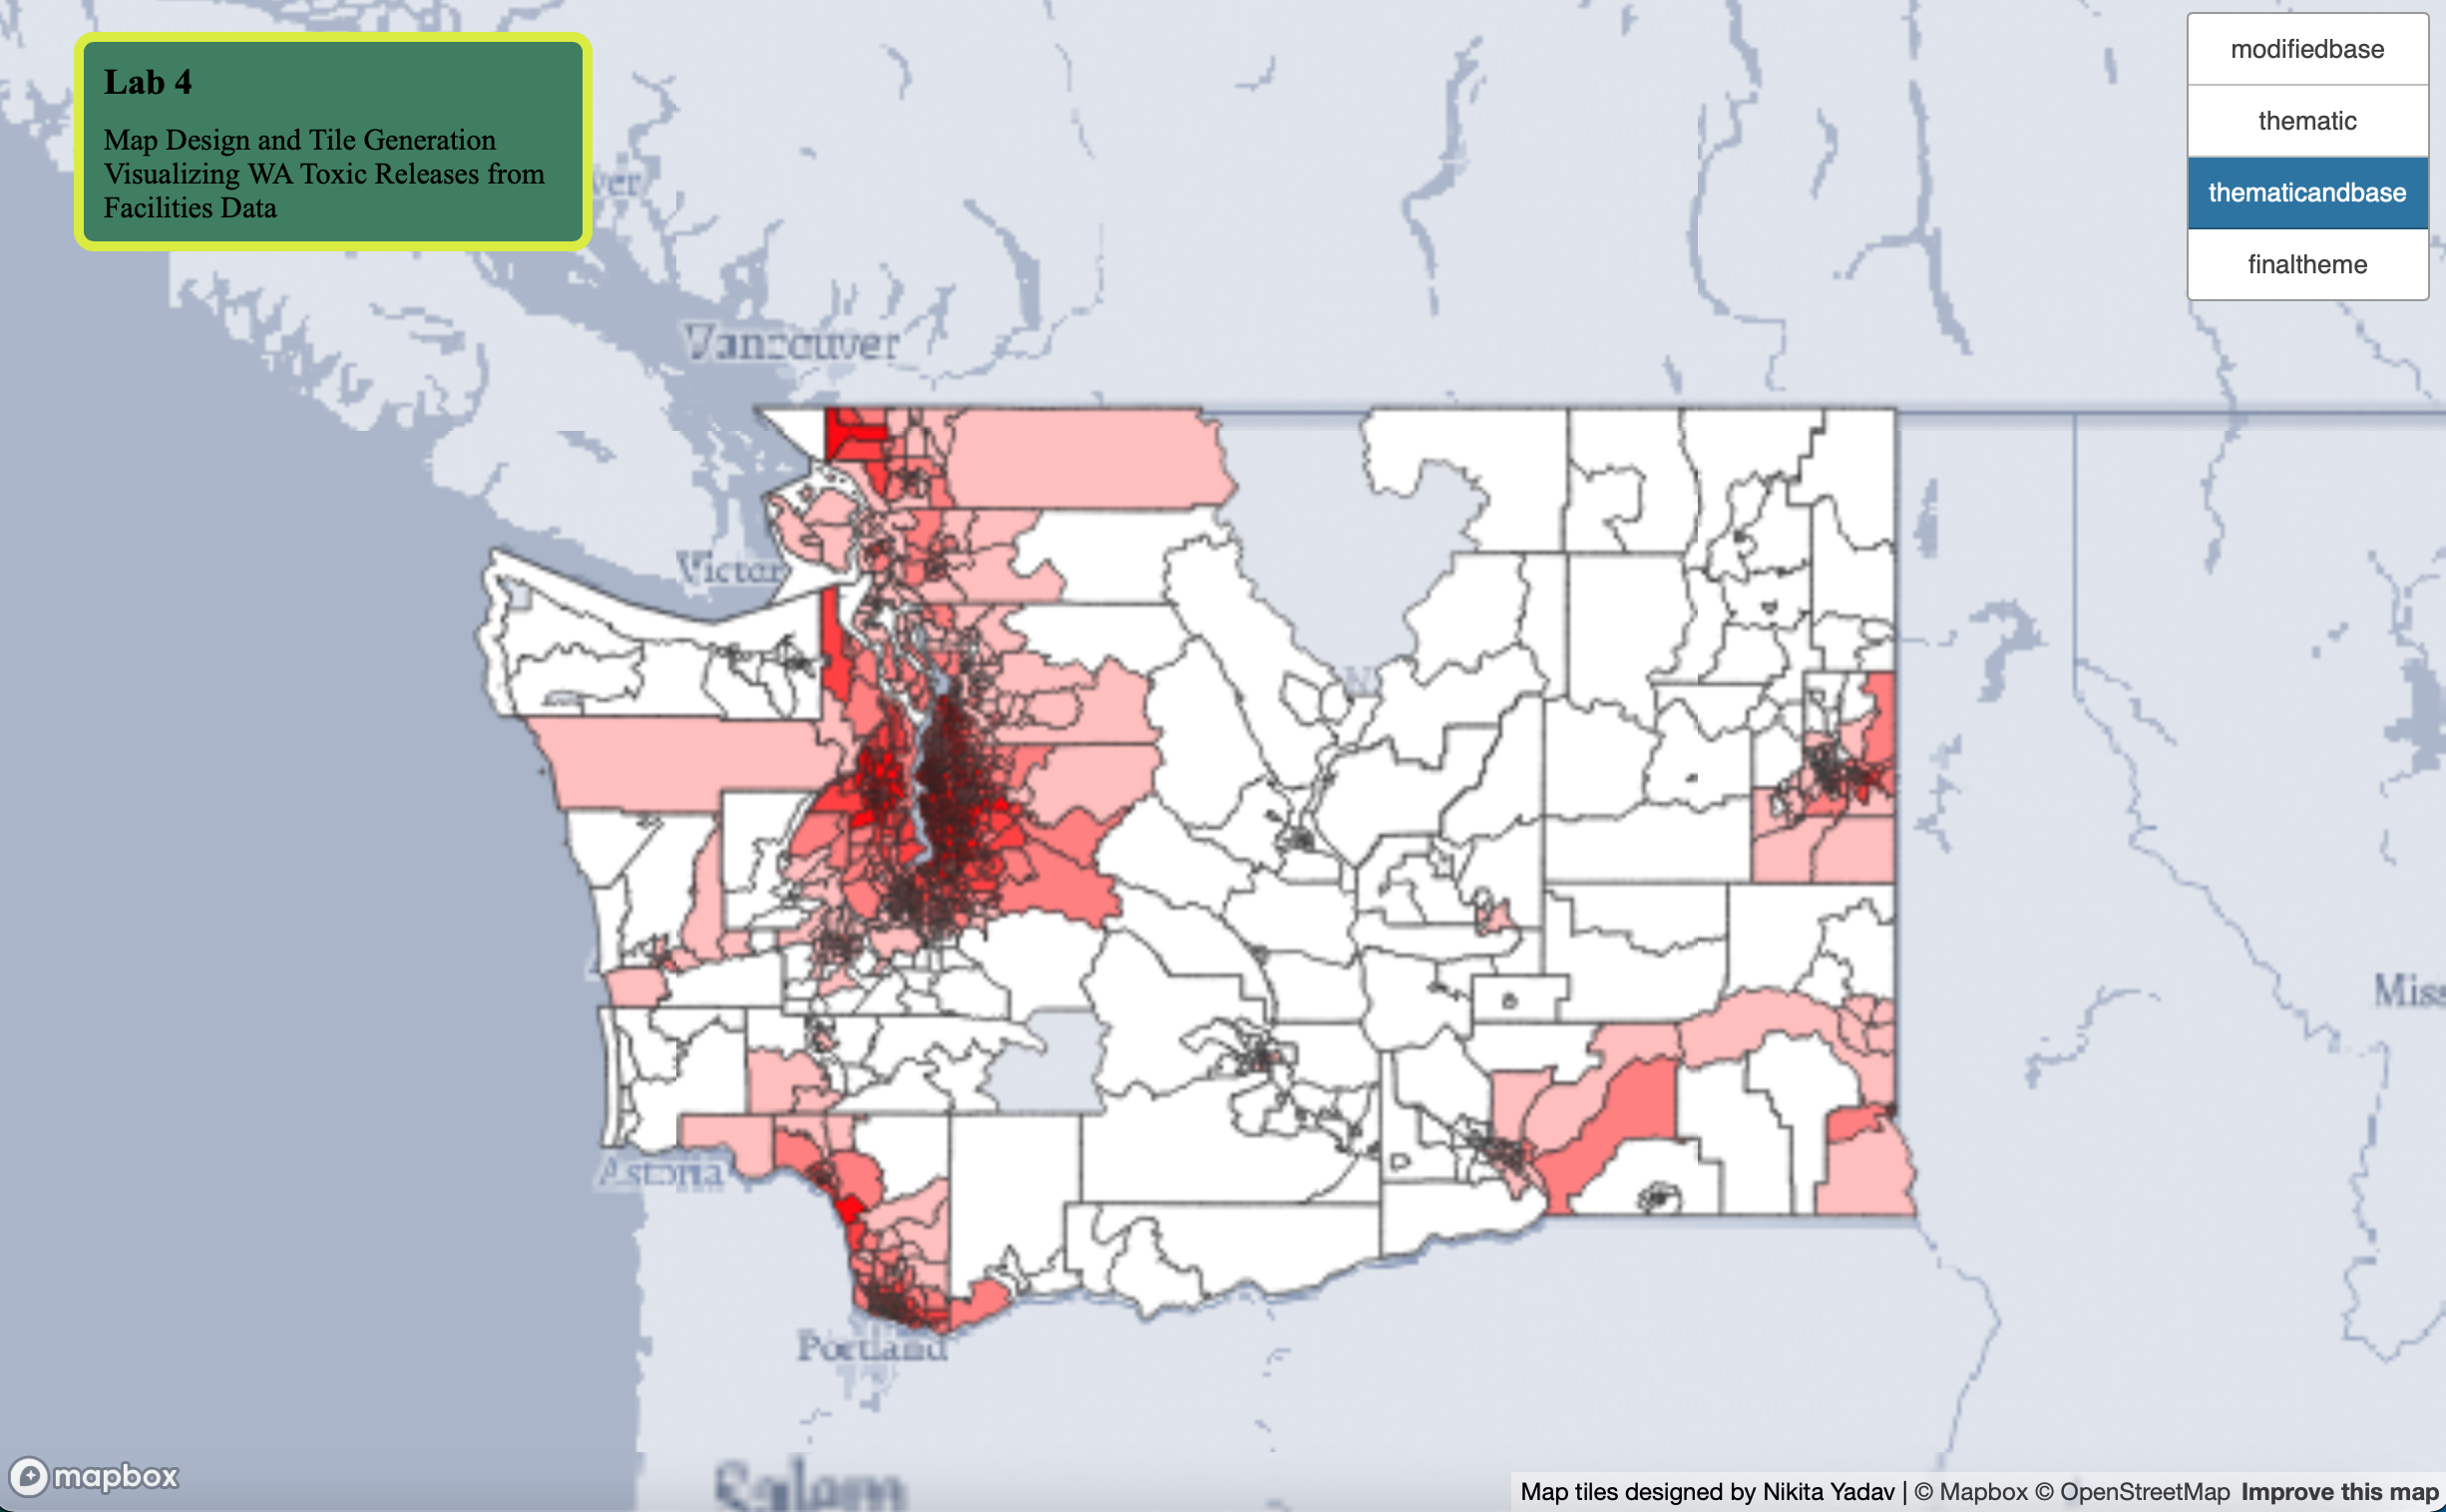 Lab 4
Map Design and Tile Generation
Visualizing WA Toxic Releases from
Facilities Data
modifiedbase
thematic
thematicandbase
finaltheme
ver
Vancouver
Victor
Astoria
Portland
Salem
Miss
mapbox
Map tiles designed by Nikita Yadav | © Mapbox © OpenStreetMap Improve this map